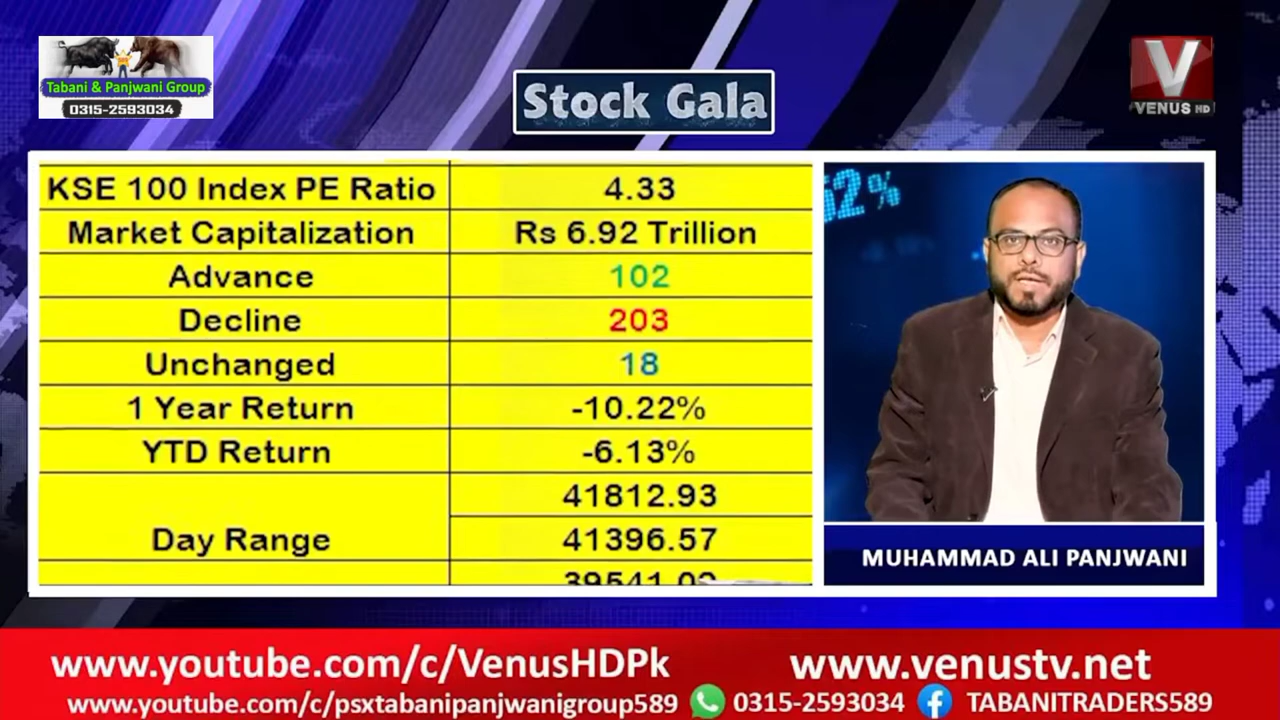 Tabani & Panjwani Group
0315-2593034
Stock Gala
VENUS HD
KSE 100 Index PE Ratio 4.33
Market Capitalization Rs 6.92 Trillion
Advance 102
Decline 203
Unchanged 18
1 Year Return -10.22%
YTD Return -6.13%
41812.93
Day Range 41396.57
52%
MUHAMMAD ALI PANJWANI
www.youtube.com/c/VenusHDPk www.venustv.net
www.youtube.com/c/psxtabanipanjwanigroup589 0315-2593034 TABANITRADERS589